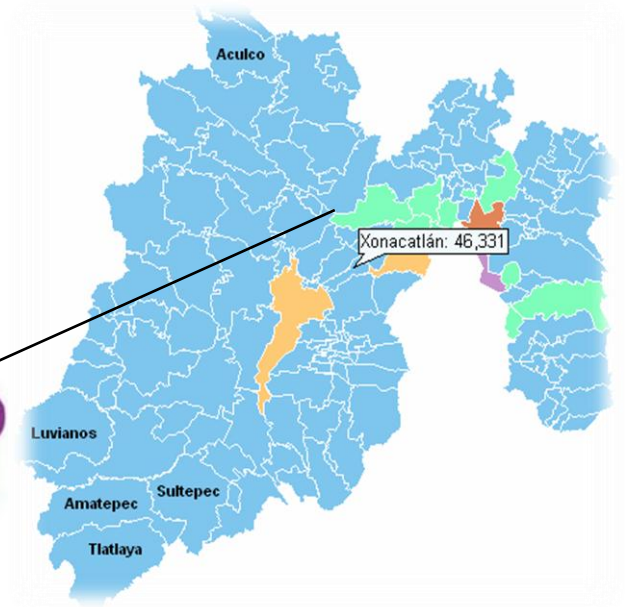 Aculco
Xonacatlán: 46,331
Luvianos
Sultepec
Amatepec
Tlatlaya